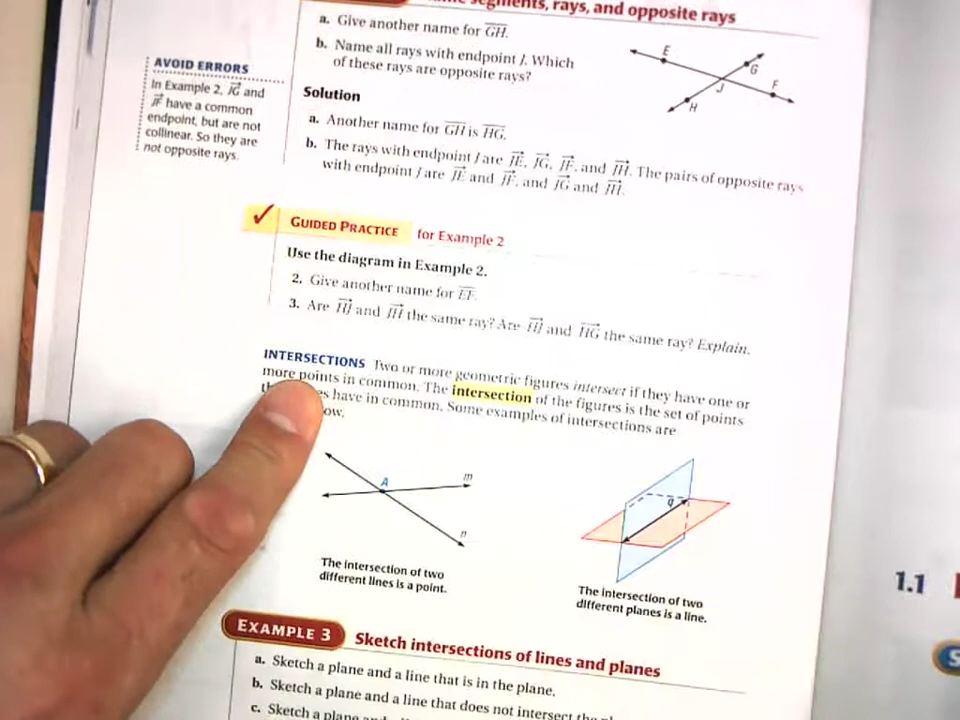 segments, rays, and opposite rays
a. Give another name for GH.
b. Name all rays with endpoint J. Which
of these rays are opposite rays?
E
G
J
F
H
AVOID ERRORS
In Example 2, JG and
JF have a common
endpoint, but are not
collinear. So they are
not opposite rays.
Solution
a. Another name for GH is HG.
b. The rays with endpoint J are JE, JG, JF, and JH. The pairs of opposite rays
with endpoint J are JE and JF, and JG and JH.
✓ GUIDED PRACTICE for Example 2
Use the diagram in Example 2.
2. Give another name for EF.
3. Are HJ and JH the same ray? Are HJ and HG the same ray? Explain.
INTERSECTIONS Two or more geometric figures intersect if they have one or
more points in common. The intersection of the figures is the set of points
have in common. Some examples of intersections are
A
m
n
q
The intersection of two
different lines is a point.
The intersection of two
different planes is a line.
EXAMPLE 3 Sketch intersections of lines and planes
a. Sketch a plane and a line that is in the plane.
b. Sketch a plane and a line that does not intersect the
c. Sketch a plane
1.1
S